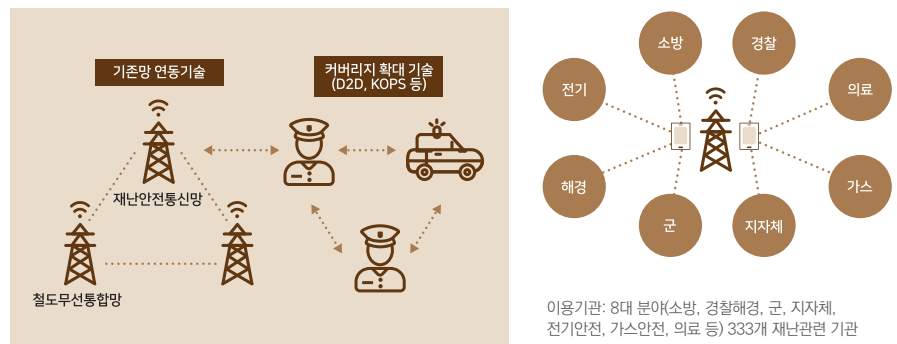 기존망 연동기술
커버리지 확대 기술
(D2D, KOPS 등)
재난안전통신망
철도무선통합망
소방
경찰
전기
의료
해경
가스
군
지자체
이용기관: 8대 분야(소방, 경찰해경, 군, 지자체,
전기안전, 가스안전, 의료 등) 333개 재난관련 기관